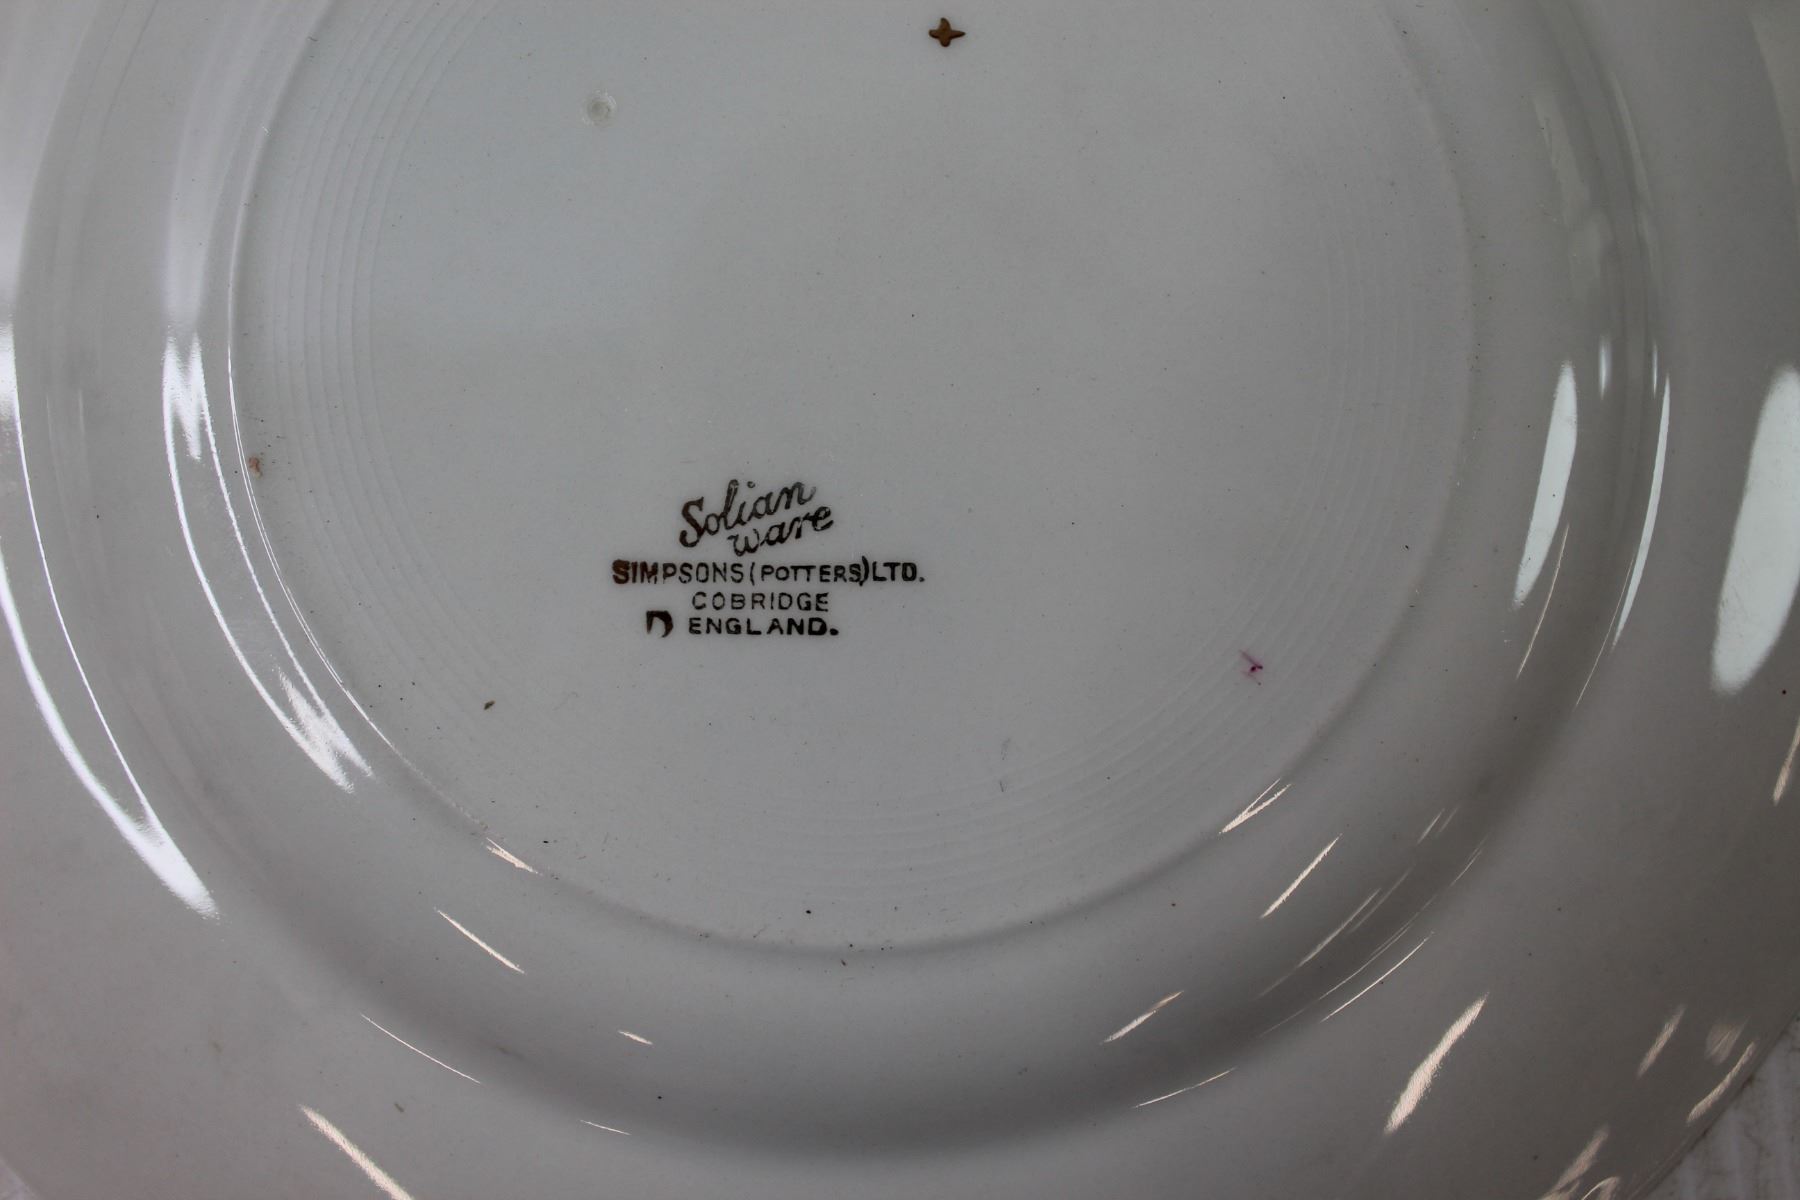 Solian
ware
SIMPSONS (POTTERS) LTD.
COBRIDGE
D ENGLAND.